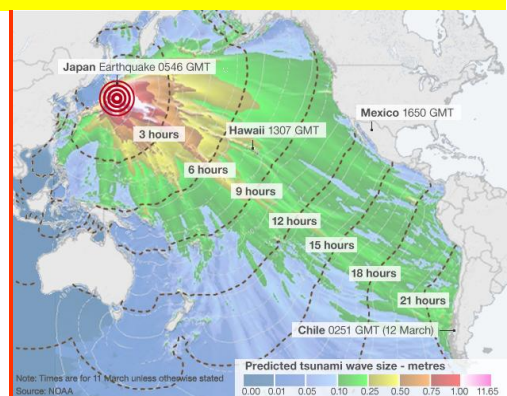 Japan Earthquake 0546 GMT
Mexico 1650 GMT
Hawaii 1307 GMT
3 hours
6 hours
9 hours
12 hours
15 hours
18 hours
21 hours
Chile 0251 GMT (12 March)
Predicted tsunami wave size - metres
Note: Times are for 11 March unless otherwise stated
Source: NOAA
0.00 0.01 0.05 0.10 0.25 0.50 0.75 1.00 11.65